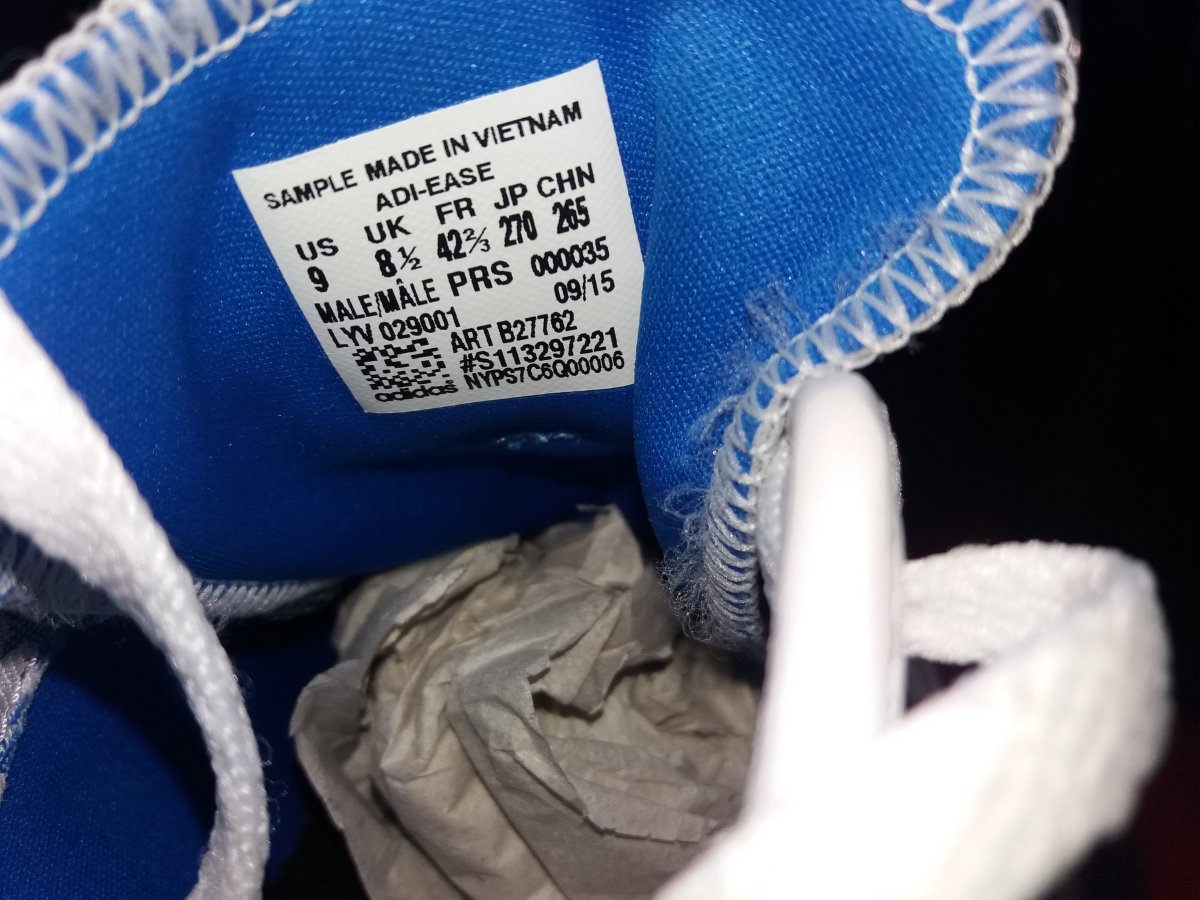 SAMPLE MADE IN VIETNAM
ADI-EASE
US UK FR JP CHN
9 8½ 42⅔ 270 265
MALE/MÂLE PRS 000035
LYV 029001 09/15
ART B27762
#S113297221
adidas NYPS7C6Q00006